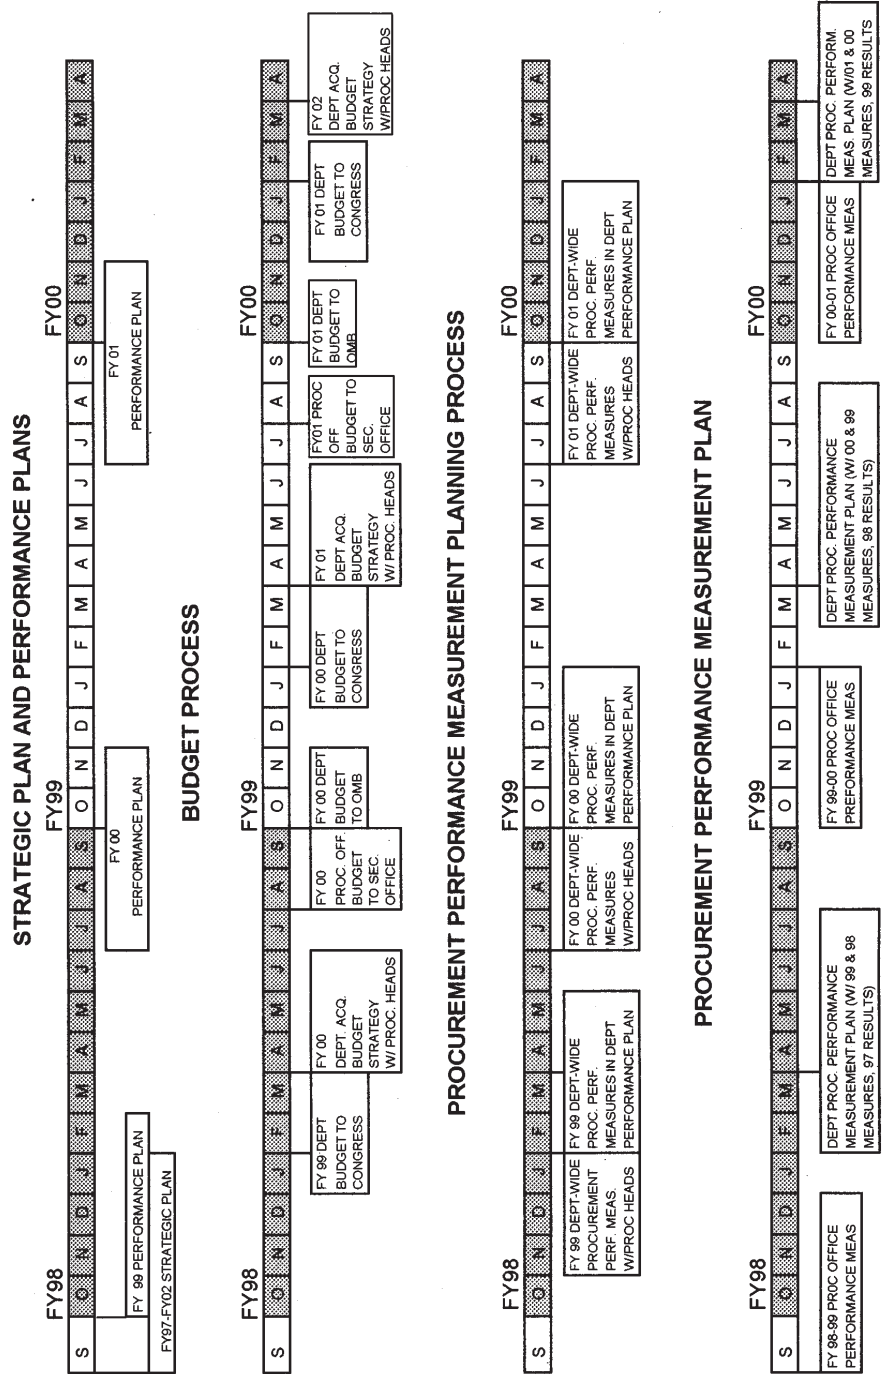 STRATEGIC PLAN AND PERFORMANCE PLANS
FY98
FY99
FY00
S O N D J F M A M J J A S O N D J F M A M J J A S O N D J F M A
FY 99 PERFORMANCE PLAN
FY97-FY02 STRATEGIC PLAN
FY 00
PERFORMANCE PLAN
FY 01
PERFORMANCE PLAN
BUDGET PROCESS
FY98
FY99
FY00
S O N D J F M A M J J A S O N D J F M A M J J A S O N D J F M A
FY 99 DEPT
BUDGET TO
CONGRESS
FY 00
DEPT. ACQ.
BUDGET
STRATEGY
W/ PROC. HEADS
FY 00
PROC. OFF.
BUDGET
TO SEC.
OFFICE
FY 00 DEPT
BUDGET
TO OMB
FY 00 DEPT
BUDGET TO
CONGRESS
FY 01
DEPT ACQ.
BUDGET
STRATEGY
W/ PROC. HEADS
FY01 PROC
OFF
BUDGET TO
SEC.
OFFICE
FY 01 DEPT
BUDGET TO
OMB
FY 01 DEPT
BUDGET TO
CONGRESS
FY 02
DEPT ACQ.
BUDGET
STRATEGY
W/PROC HEADS
PROCUREMENT PERFORMANCE MEASUREMENT PLANNING PROCESS
FY98
FY99
FY00
S O N D J F M A M J J A S O N D J F M A M J J A S O N D J F M A
FY 99 DEPT-WIDE
PROCUREMENT
PERF. MEAS.
W/PROC HEADS
FY 99 DEPT-WIDE
PROC. PERF.
MEASURES IN DEPT
PERFORMANCE PLAN
FY 00 DEPT-WIDE
PROC. PERF.
MEASURES
W/PROC HEADS
FY 00 DEPT-WIDE
PROC. PERF.
MEASURES IN DEPT
PERFORMANCE PLAN
FY 01 DEPT-WIDE
PROC. PERF.
MEASURES
W/PROC HEADS
FY 01 DEPT-WIDE
PROC. PERF.
MEASURES IN DEPT
PERFORMANCE PLAN
PROCUREMENT PERFORMANCE MEASUREMENT PLAN
FY98
FY99
FY00
S O N D J F M A M J J A S O N D J F M A M J J A S O N D J F M A
FY 98-99 PROC OFFICE
PERFORMANCE MEAS
DEPT PROC. PERFORMANCE
MEASUREMENT PLAN (W/ 99 & 98
MEASURES, 97 RESULTS)
FY 99-00 PROC OFFICE
PREFORMANCE MEAS
DEPT PROC. PERFORMANCE
MEASUREMENT PLAN (W/ 00 & 99
MEASURES, 98 RESULTS)
FY 00-01 PROC OFFICE
PERFORMANCE MEAS
DEPT PROC. PERFORM.
MEAS. PLAN (W/01 & 00
MEASURES, 99 RESULTS